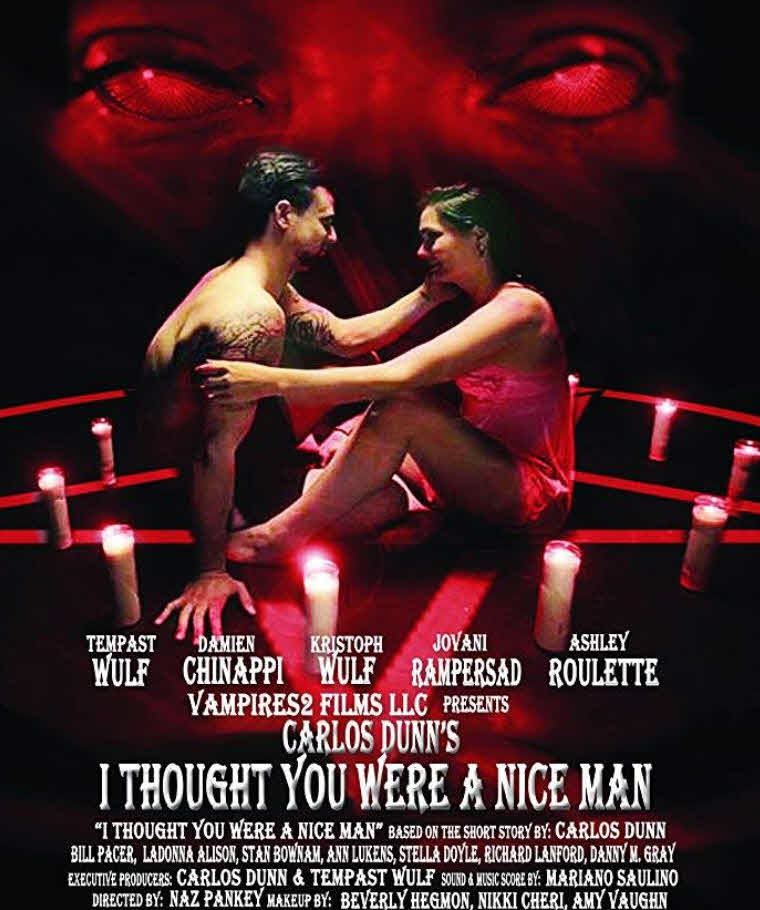 TEMPAST DAMIEN KRISTOPH JOVANI ASHLEY
WULF CHINAPPI WULF RAMPERSAD ROULETTE
VAMPIRES2 FILMS LLC PRESENTS
CARLOS DUNN'S
I THOUGHT YOU WERE A NICE MAN
"I THOUGHT YOU WERE A NICE MAN" BASED ON THE SHORT STORY BY: CARLOS DUNN
BILL PACER, LADONNA ALISON, STAN BOWNAM, ANN LUKENS, STELLA DOYLE, RICHARD LANFORD, DANNY M. GRAY
EXECUTIVE PRODUCERS: CARLOS DUNN & TEMPAST WULF SOUND & MUSIC SCORE BY: MARIANO SAULINO
DIRECTED BY: NAZ PANKEY MAKEUP BY: BEVERLY HEGMON, NIKKI CHERI, AMY VAUGHN